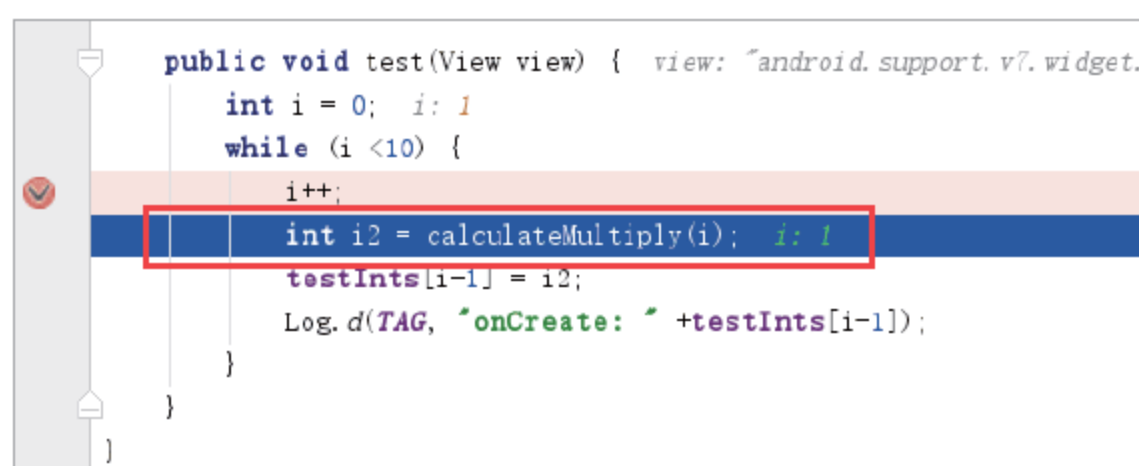 public void test(View view) {  view: "android.support.v7.widget.
int i = 0;  i: 1
while (i <10) {
i++;
int i2 = calculateMultiply(i);  i: 1
testInts[i-1] = i2;
Log.d(TAG, "onCreate: " +testInts[i-1]);
}
}
}